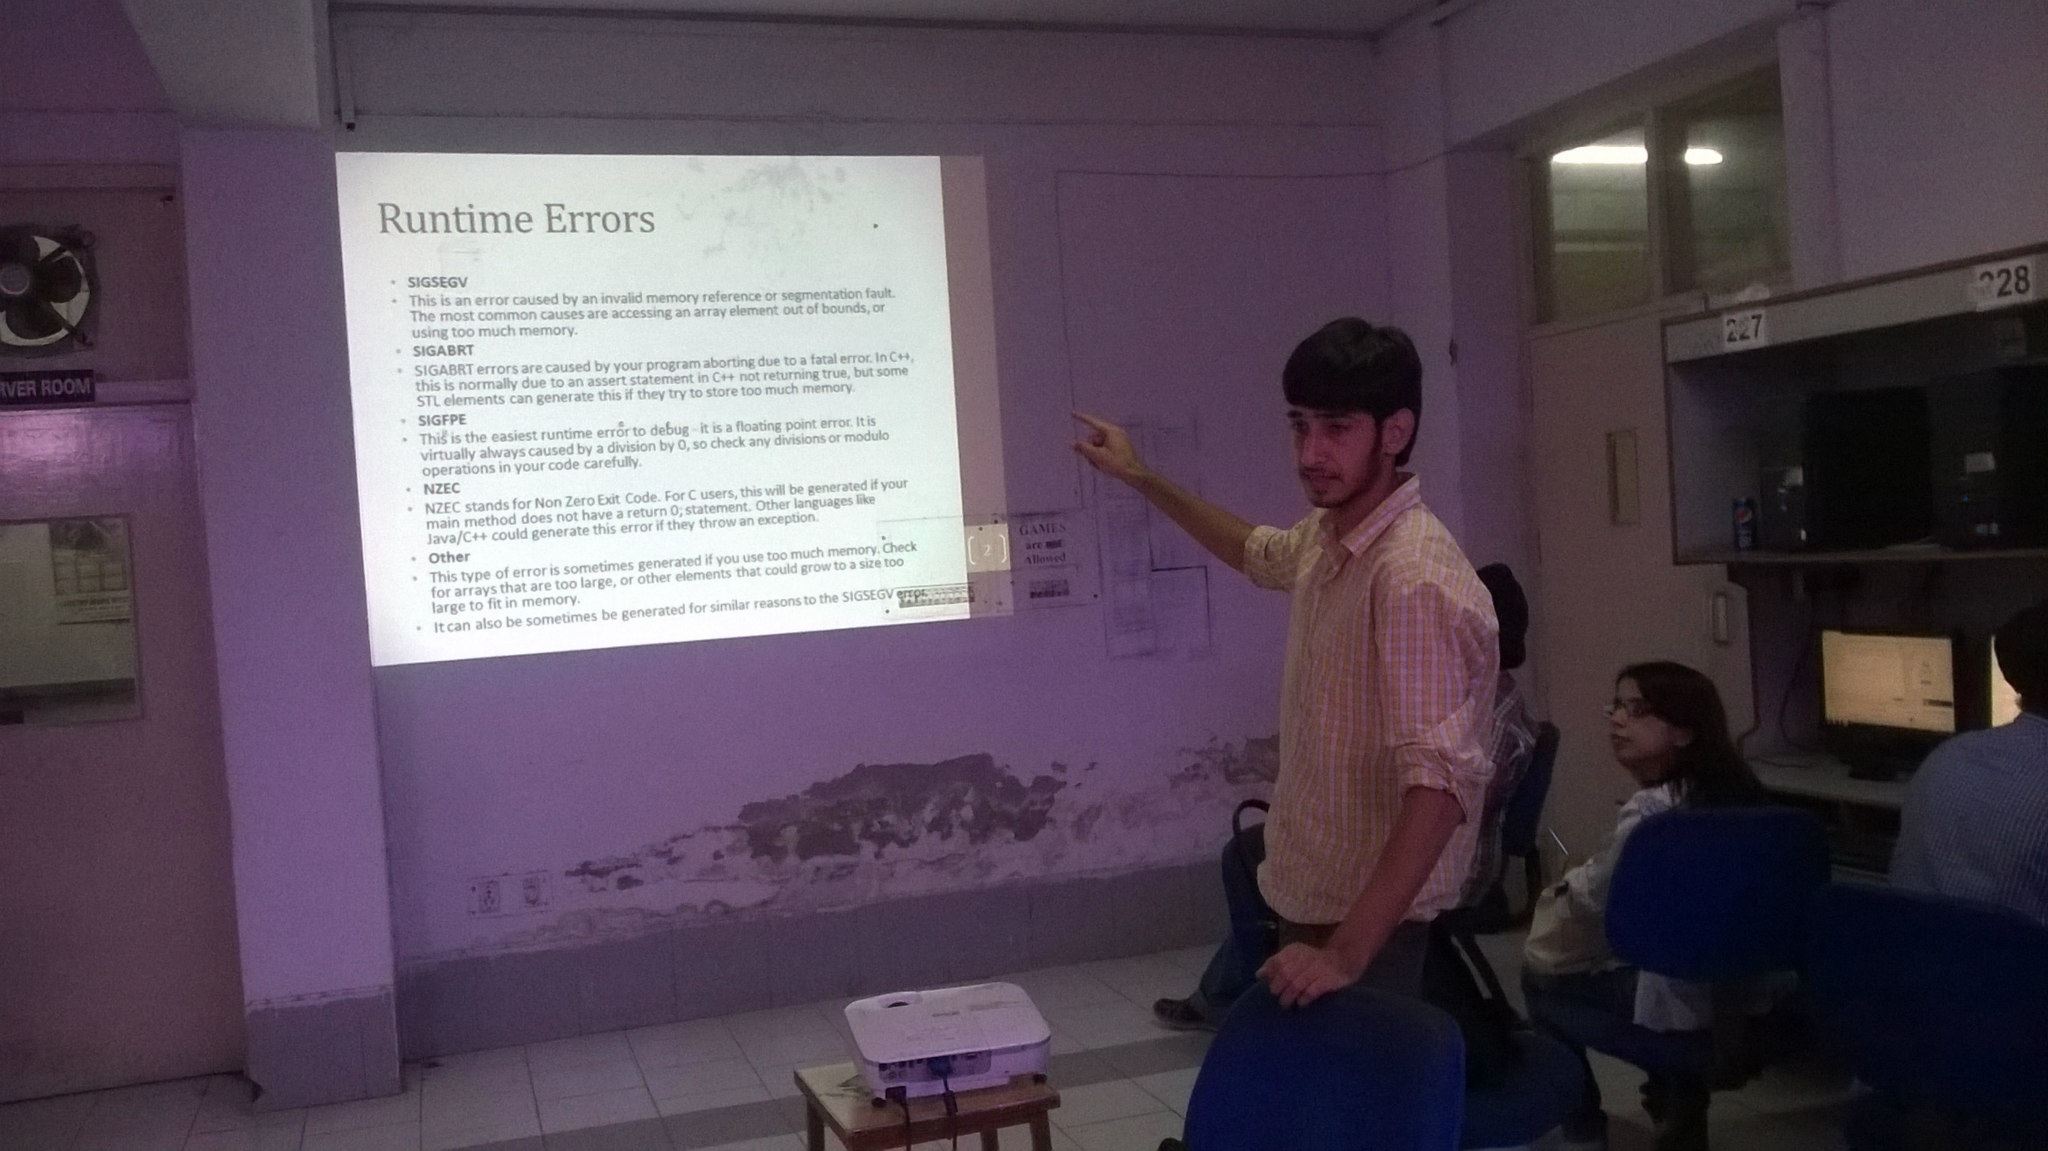 Runtime Errors
• SIGSEGV
• This is an error caused by an invalid memory reference or segmentation fault.
The most common causes are accessing an array element out of bounds, or
using too much memory.
• SIGABRT
• SIGABRT errors are caused by your program aborting due to a fatal error. In C++,
this is normally due to an assert statement in C++ not returning true, but some
STL elements can generate this if they try to store too much memory.
• SIGFPE
• This is the easiest runtime error to debug - it is a floating point error. It is
virtually always caused by a division by 0, so check any divisions or modulo
operations in your code carefully.
• NZEC
• NZEC stands for Non Zero Exit Code. For C users, this will be generated if your
main method does not have a return 0; statement. Other languages like
Java/C++ could generate this error if they throw an exception.
• Other
• This type of error is sometimes generated if you use too much memory. Check
for arrays that are too large, or other elements that could grow to a size too
large to fit in memory.
• It can also be sometimes be generated for similar reasons to the SIGSEGV error.
2
GAMES
are not
Allowed
RVER ROOM
227
228